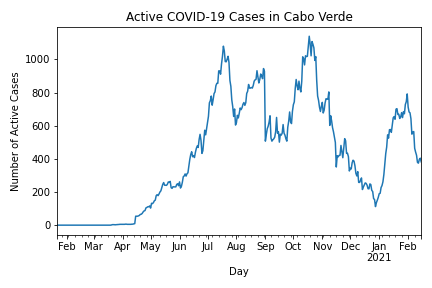 Active COVID-19 Cases in Cabo Verde
Number of Active Cases
1000
800
600
400
200
0
Feb Mar Apr May Jun Jul Aug Sep Oct Nov Dec Jan Feb
2021
Day